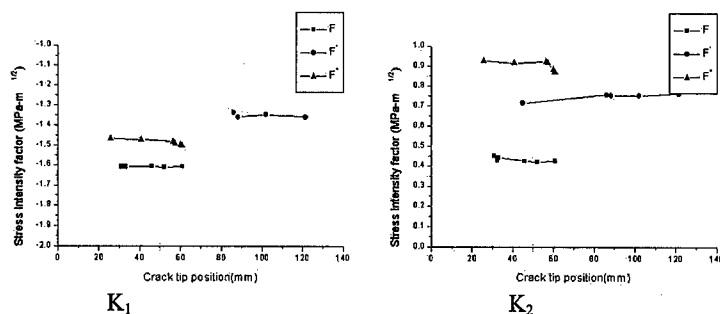 -1.0
-1.1
-1.2
-1.3
-1.4
-1.5
-1.6
-1.7
-1.8
-1.9
-2.0
0 20 40 60 80 100 120 140
Stress Intensity factor (MPa-m 1/2)
Crack tip position(mm)
F
F'
F"
K1
1.0
0.9
0.8
0.7
0.6
0.5
0.4
0.3
0.2
0.1
0.0
0 20 40 60 80 100 120 140
Stress Intensity factor (MPa-m 1/2)
Crack tip position(mm)
F
F'
F"
K2